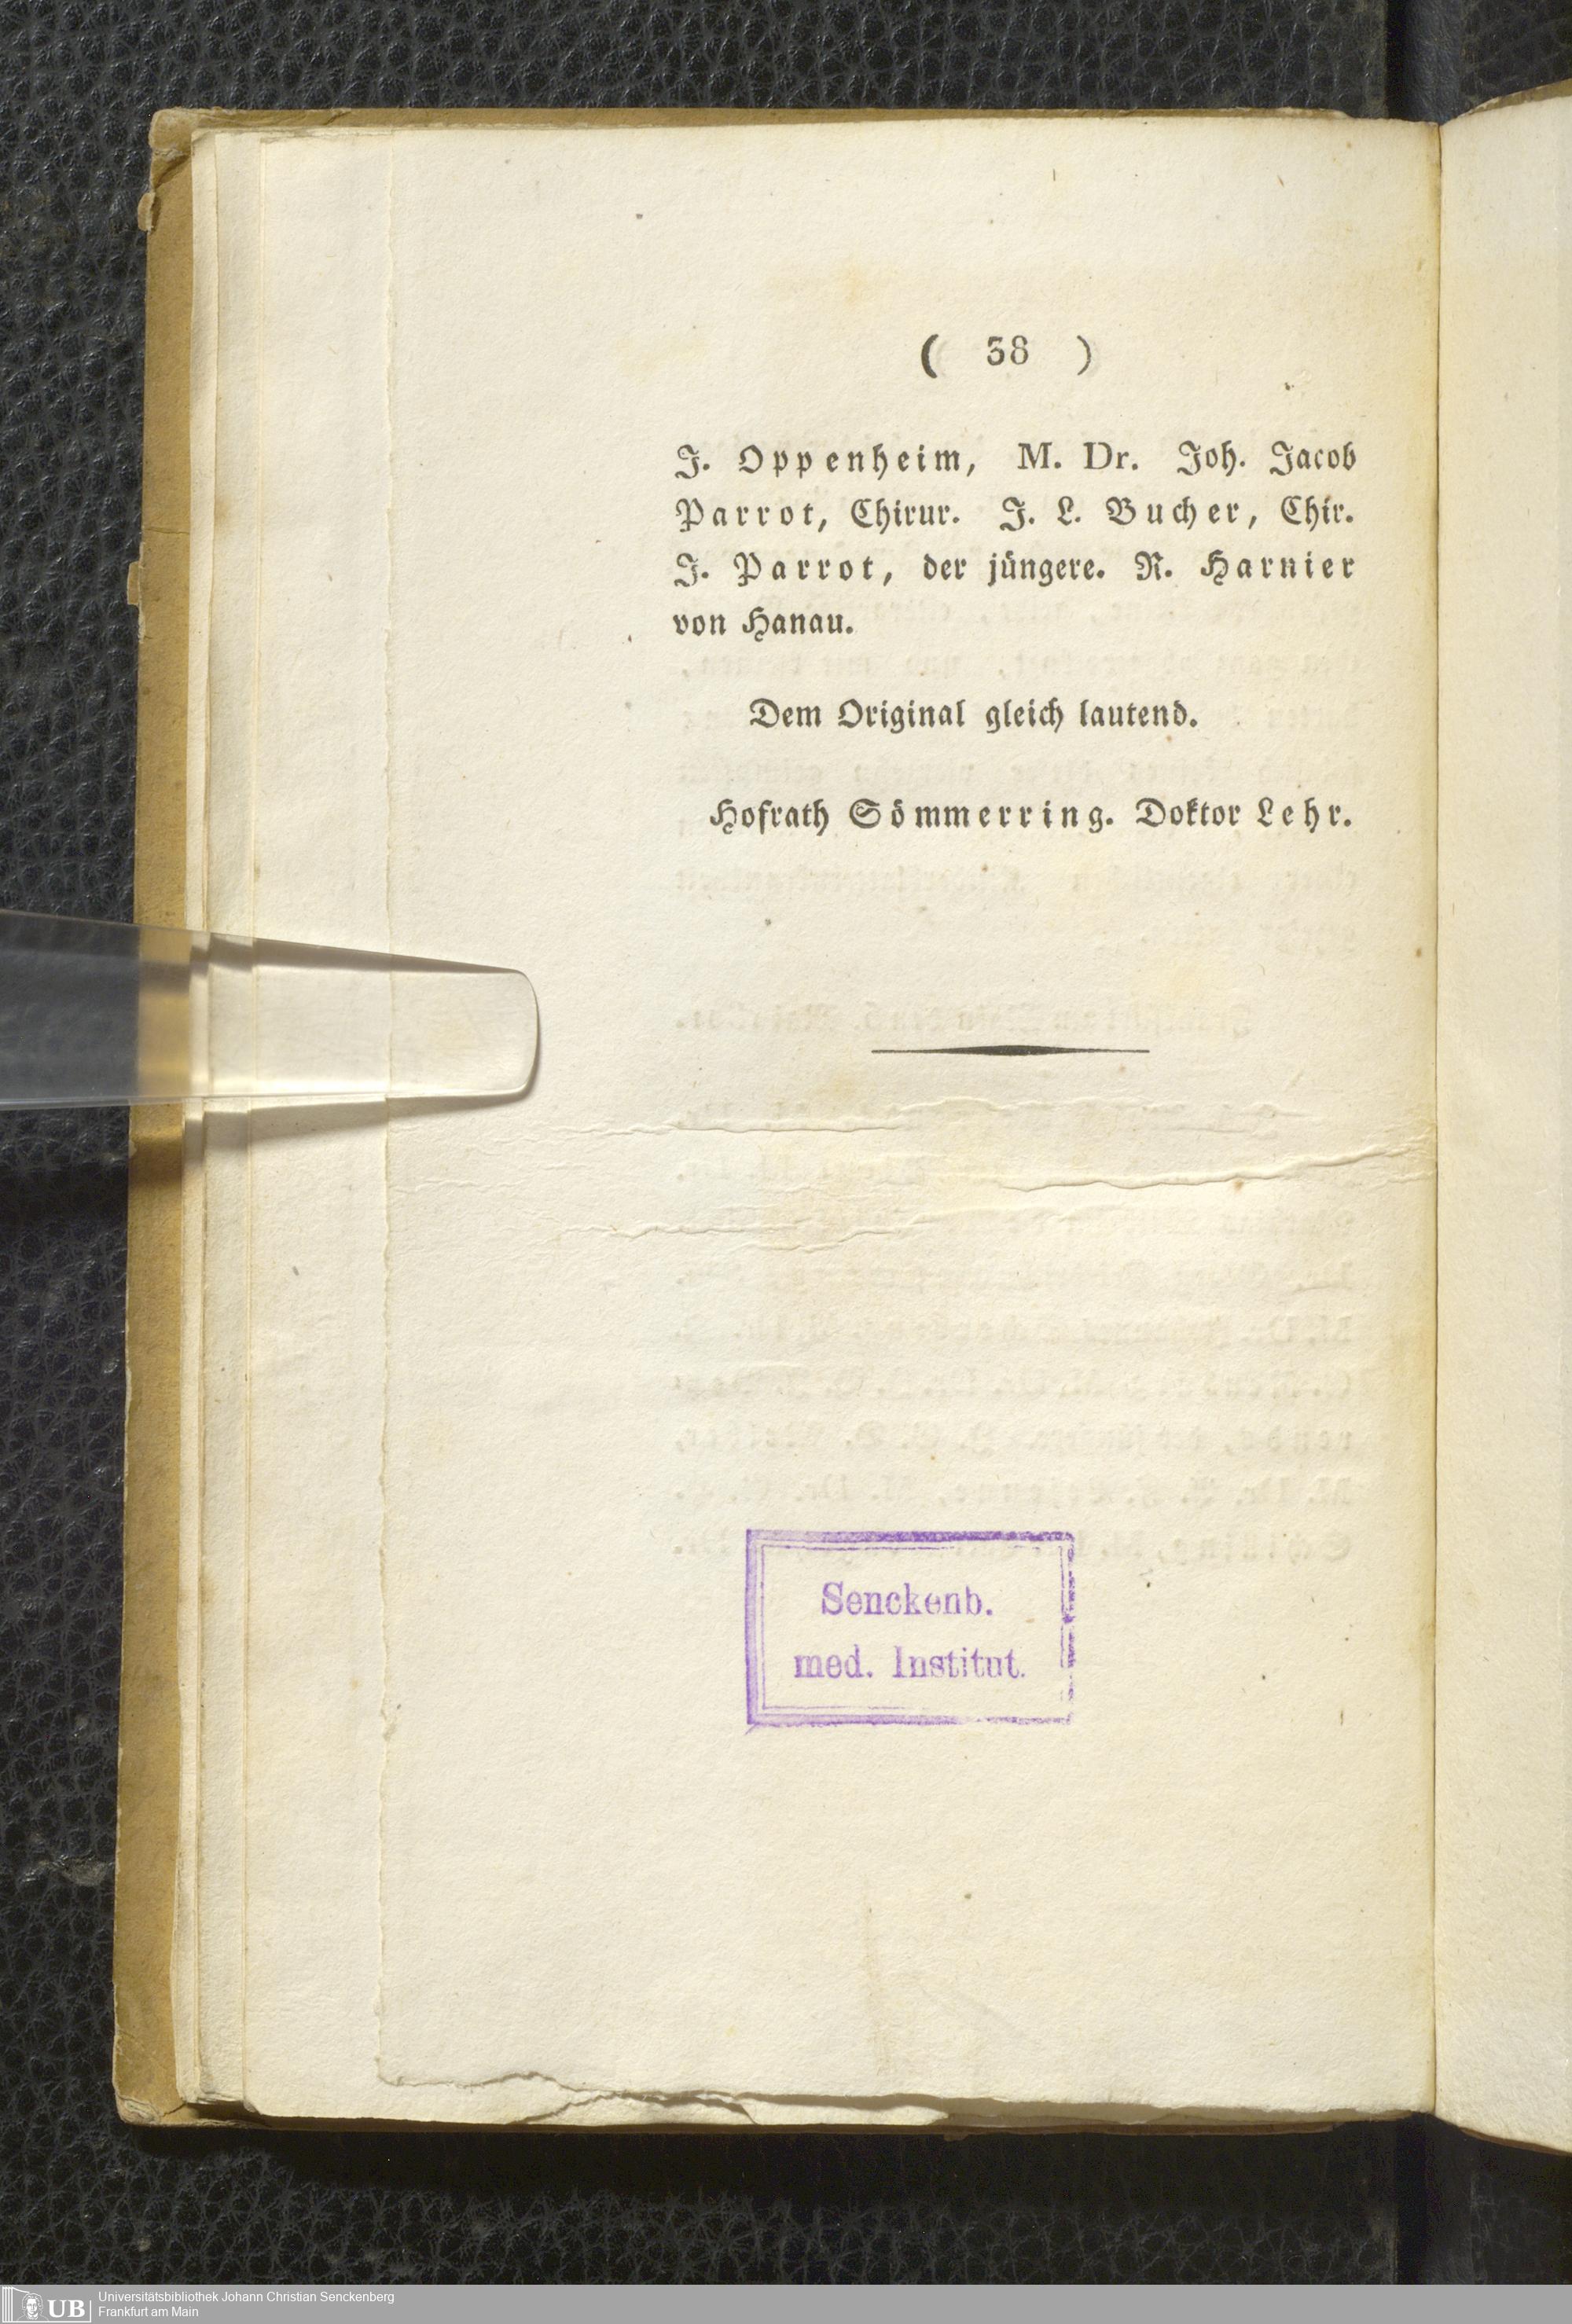 ( 38 )
J. Oppenheim, M. Dr. Joh. Jacob
Parrot, Chirur. J. L. Bucher, Chir.
J. Parrot, der jüngere. R. Harnier
von Hanau.
Dem Original gleich lautend.
Hofrath Sömmerring. Doktor Lehr.
Senckenb.
med. Institut.
UB
Universitätsbibliothek Johann Christian Senckenberg
Frankfurt am Main